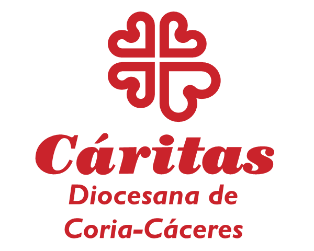 Cáritas
Diocesana de
Coria-Cáceres